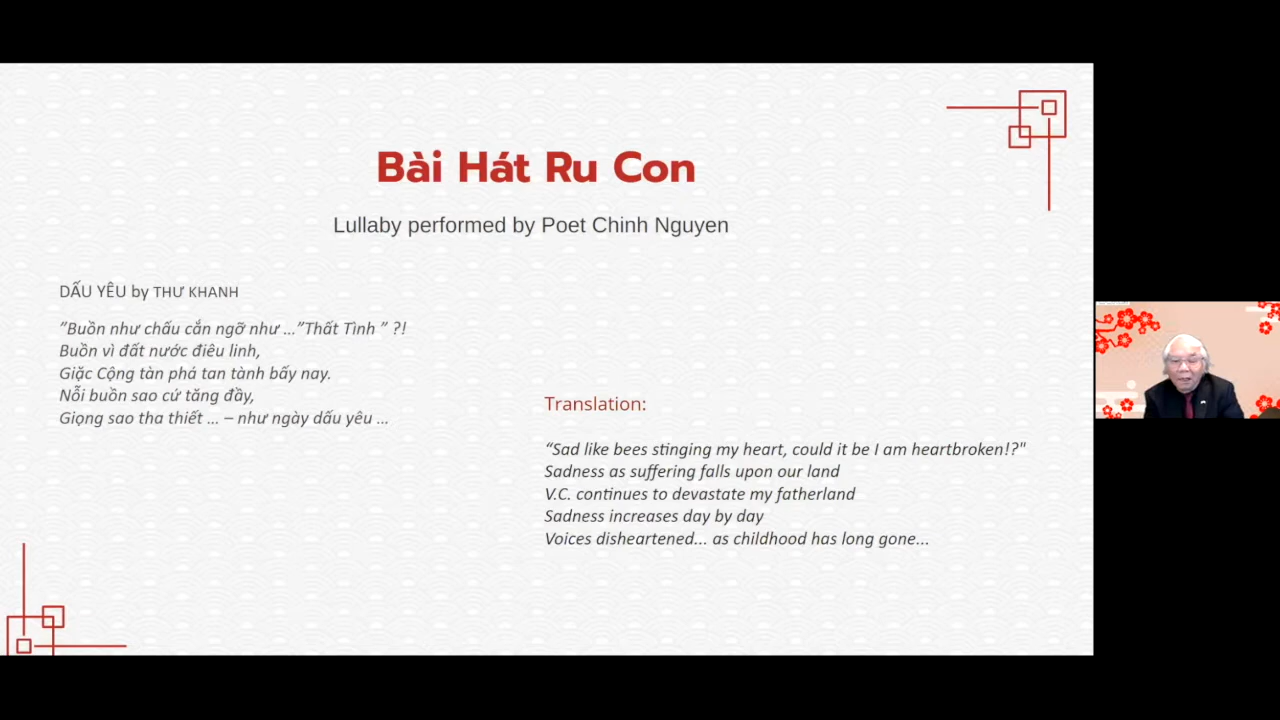 Bài Hát Ru Con
Lullaby performed by Poet Chinh Nguyen
DẤU YÊU by THƯ KHANH
”Buồn như chấu cắn ngỡ như ...”Thất Tình ” ?!
Buồn vì đất nước điêu linh,
Giặc Cộng tàn phá tan tành bấy nay.
Nỗi buồn sao cứ tăng đầy,
Giọng sao tha thiết ... – như ngày dấu yêu ...
Translation:
“Sad like bees stinging my heart, could it be I am heartbroken!?"
Sadness as suffering falls upon our land
V.C. continues to devastate my fatherland
Sadness increases day by day
Voices disheartened... as childhood has long gone...